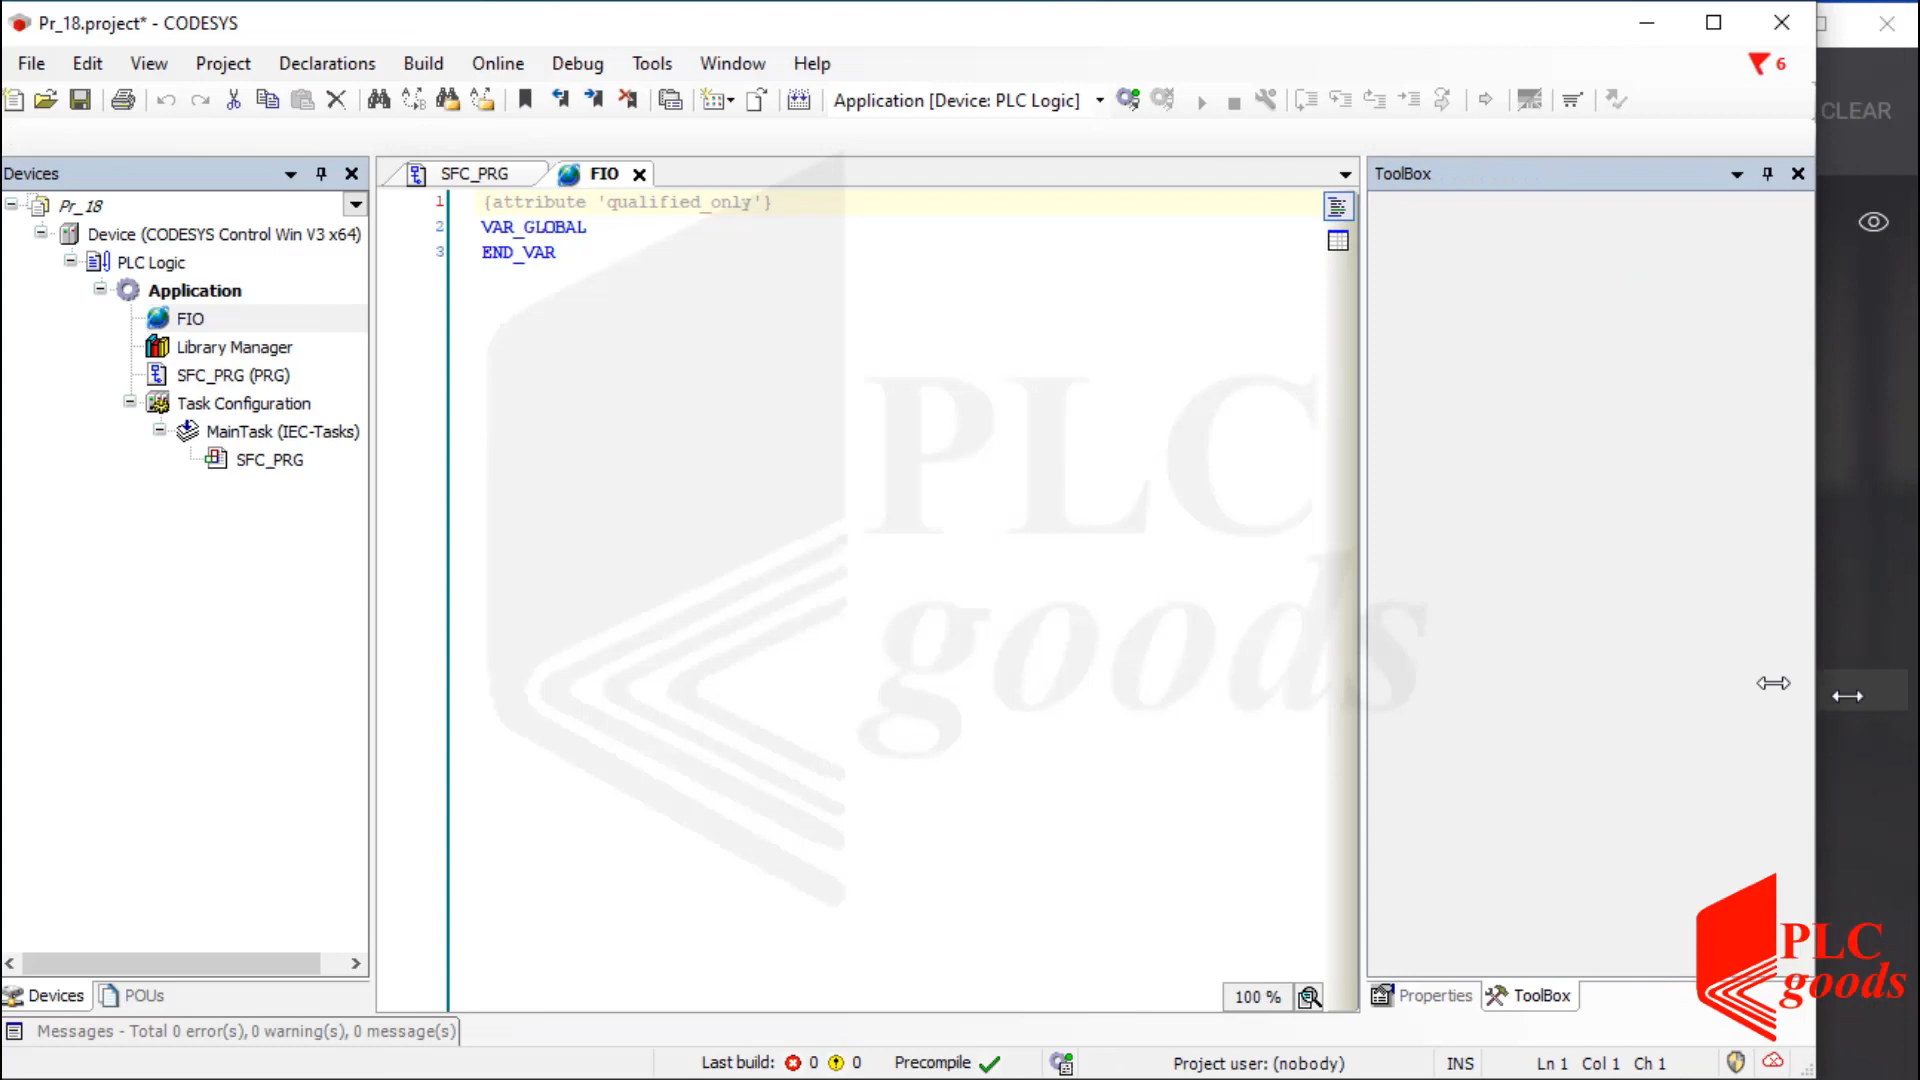 Pr_18.project* - CODESYS
File Edit View Project Declarations Build Online Debug Tools Window Help
6
Application [Device: PLC Logic]
CLEAR
Devices
Pr_18
Device (CODESYS Control Win V3 x64)
PLC Logic
Application
FIO
Library Manager
SFC_PRG (PRG)
Task Configuration
MainTask (IEC-Tasks)
SFC_PRG
SFC_PRG FIO
1 {attribute 'qualified_only'}
2 VAR_GLOBAL
3 END_VAR
PLC
goods
ToolBox
100 %
Devices POUs
Properties ToolBox
PLC
goods
Messages - Total 0 error(s), 0 warning(s), 0 message(s)
Last build: 0 0 Precompile Project user: (nobody) INS Ln 1 Col 1 Ch 1